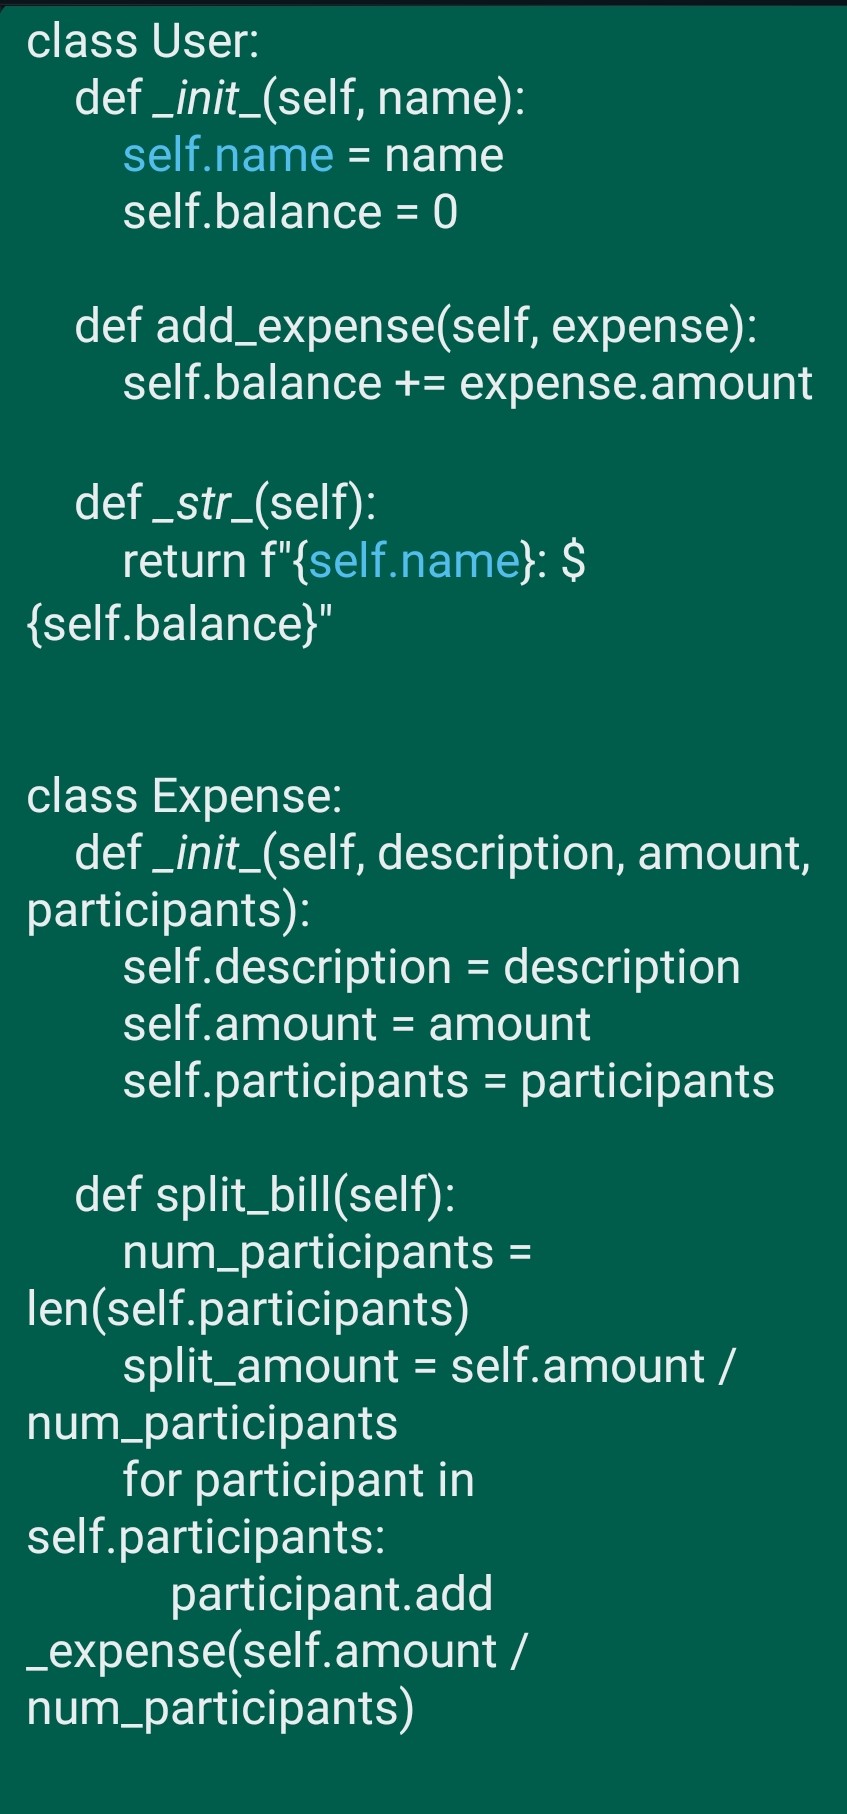 class User:
    def _init_(self, name):
        self.name = name
        self.balance = 0

    def add_expense(self, expense):
        self.balance += expense.amount

    def _str_(self):
        return f"{self.name}: $
{self.balance}"


class Expense:
    def _init_(self, description, amount,
participants):
        self.description = description
        self.amount = amount
        self.participants = participants

    def split_bill(self):
        num_participants =
len(self.participants)
        split_amount = self.amount /
num_participants
        for participant in
self.participants:
            participant.add
_expense(self.amount /
num_participants)